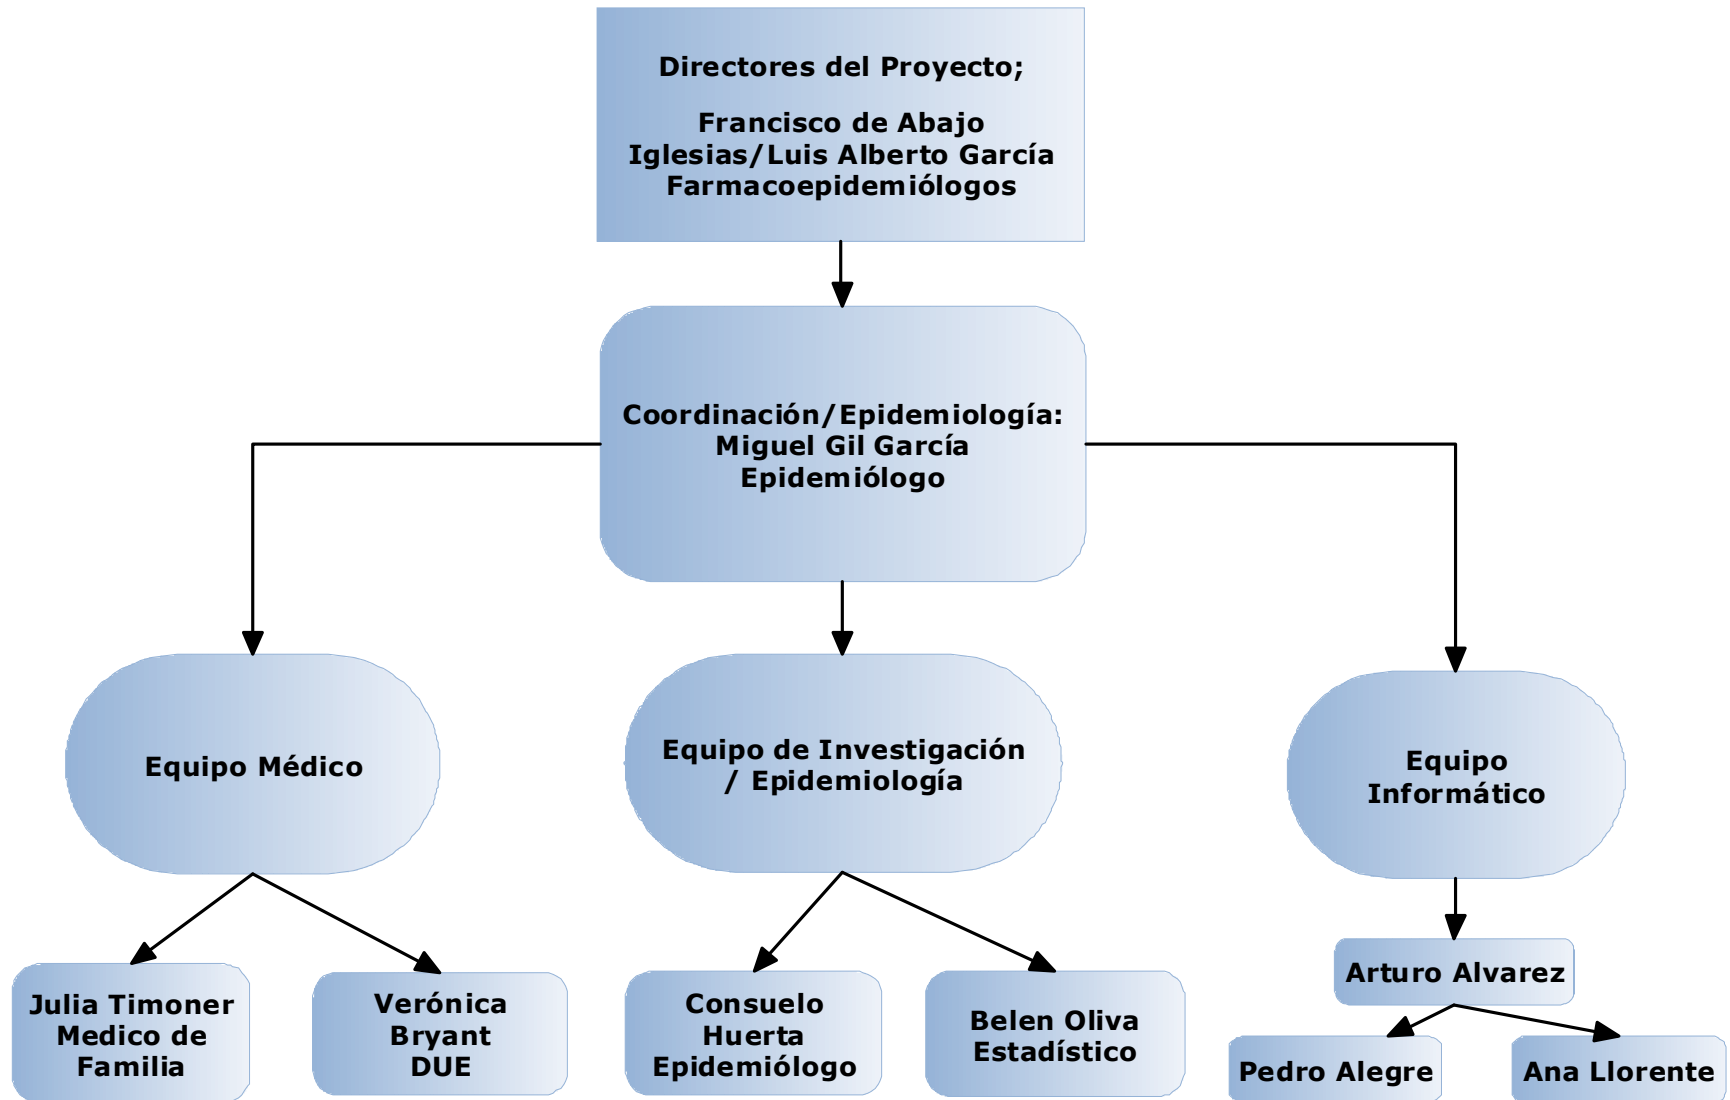 Directores del Proyecto;
Francisco de Abajo
Iglesias/Luis Alberto García
Farmacoepidemiólogos
Coordinación/Epidemiología:
Miguel Gil García
Epidemiólogo
Equipo Médico
Equipo de Investigación
/ Epidemiología
Equipo
Informático
Julia Timoner
Medico de
Familia
Verónica
Bryant
DUE
Consuelo
Huerta
Epidemiólogo
Belen Oliva
Estadístico
Arturo Alvarez
Pedro Alegre
Ana Llorente